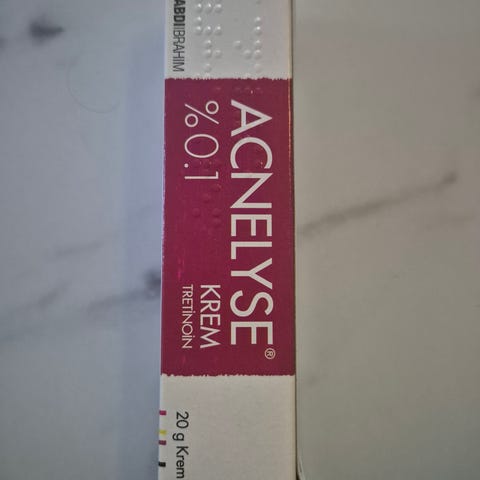 ABDİİBRAHİM
ACNELYSE®
%0.1
KREM
TRETİNOİN
20 g Krem